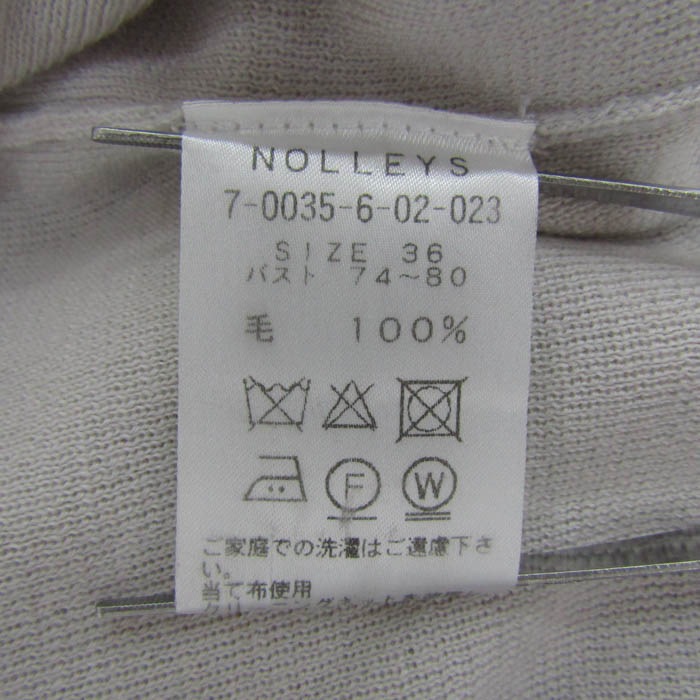 NOLLEYS
7-0035-6-02-023
SIZE 36
バスト 74～80
毛 100%
F W
ご家庭での洗濯はご遠慮下さ
い。
当て布使用